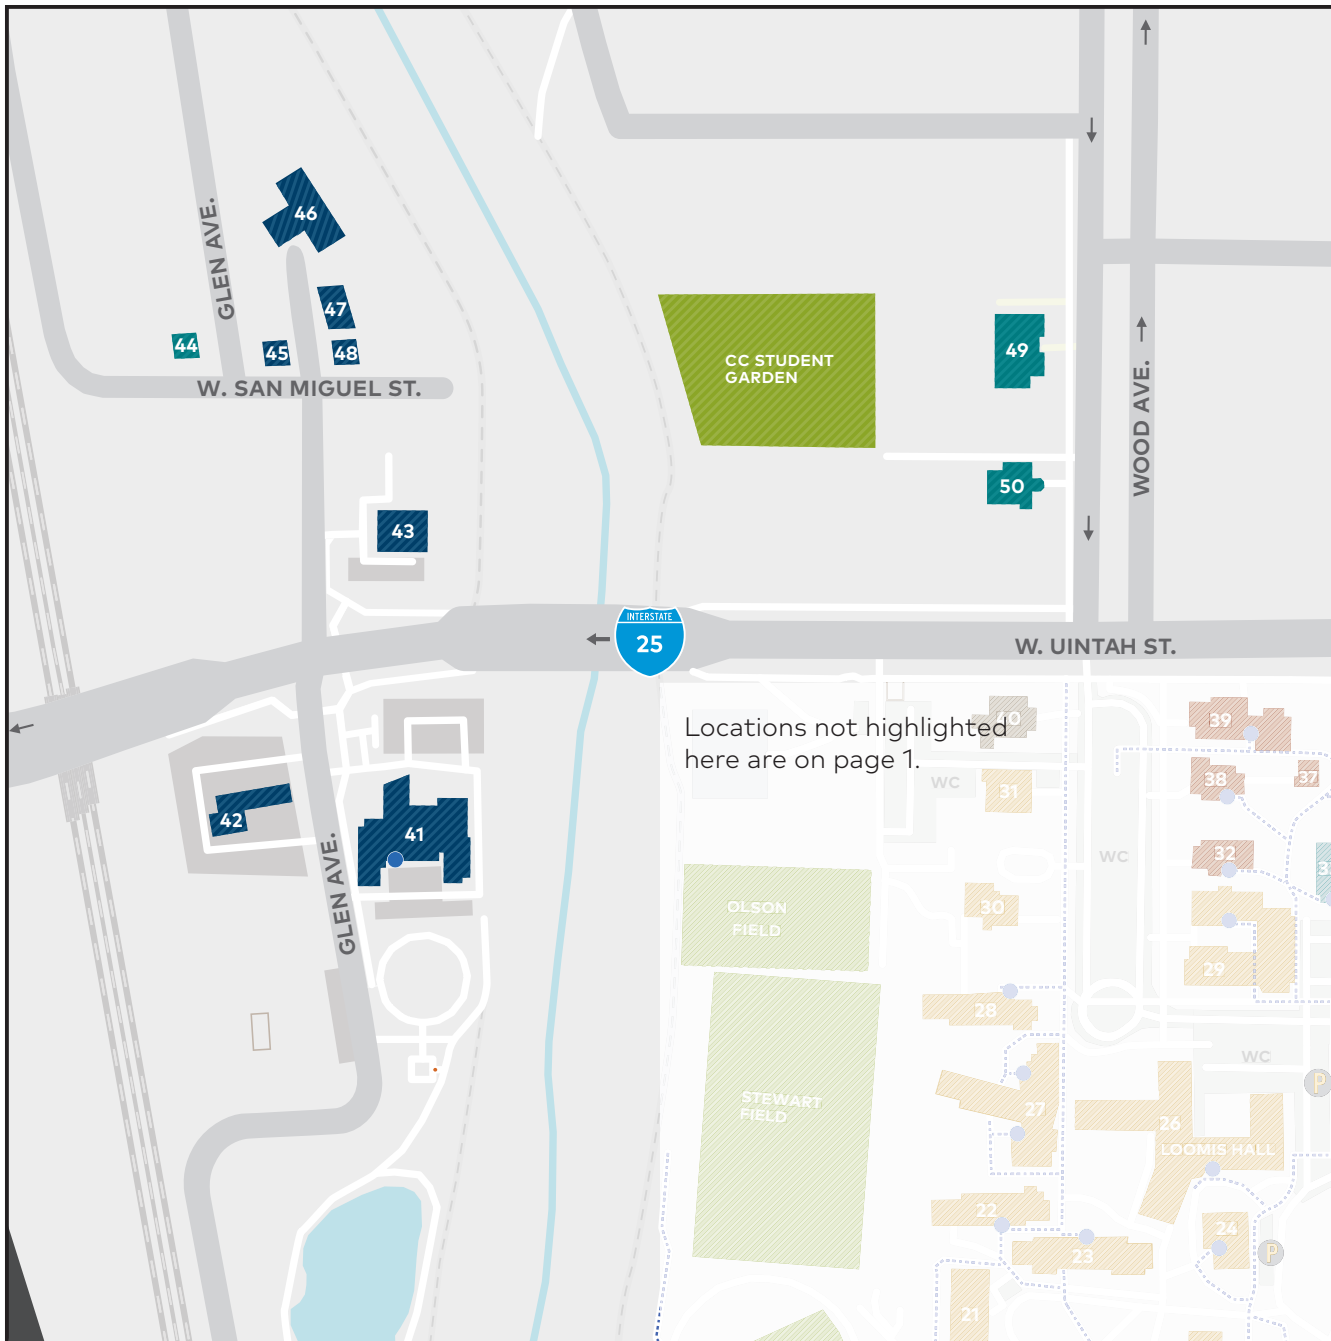 46
GLEN AVE.
47
44
45
48
W. SAN MIGUEL ST.
CC STUDENT
GARDEN
49
WOOD AVE.
50
43
INTERSTATE
25
W. UINTAH ST.
Locations not highlighted
here are on page 1.
40
39
WC
31
38
37
42
41
GLEN AVE.
WC
32
OLSON
FIELD
30
29
28
WC
P
STEWART
FIELD
27
26
LOOMIS HALL
22
23
24
P
21